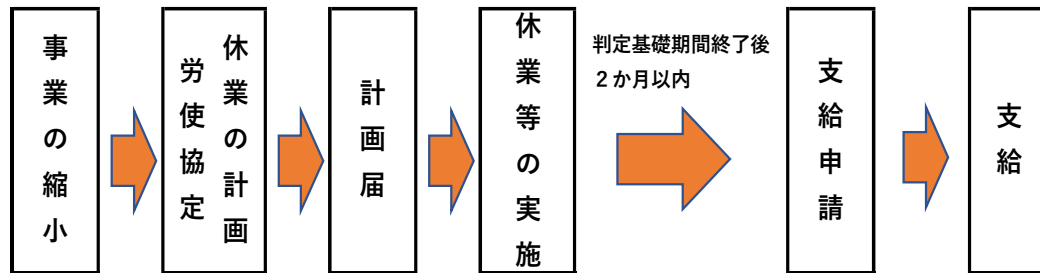 事業の縮小
休業の計画
労使協定
計画届
休業等の実施
判定基礎期間終了後
２か月以内
支給申請
支給